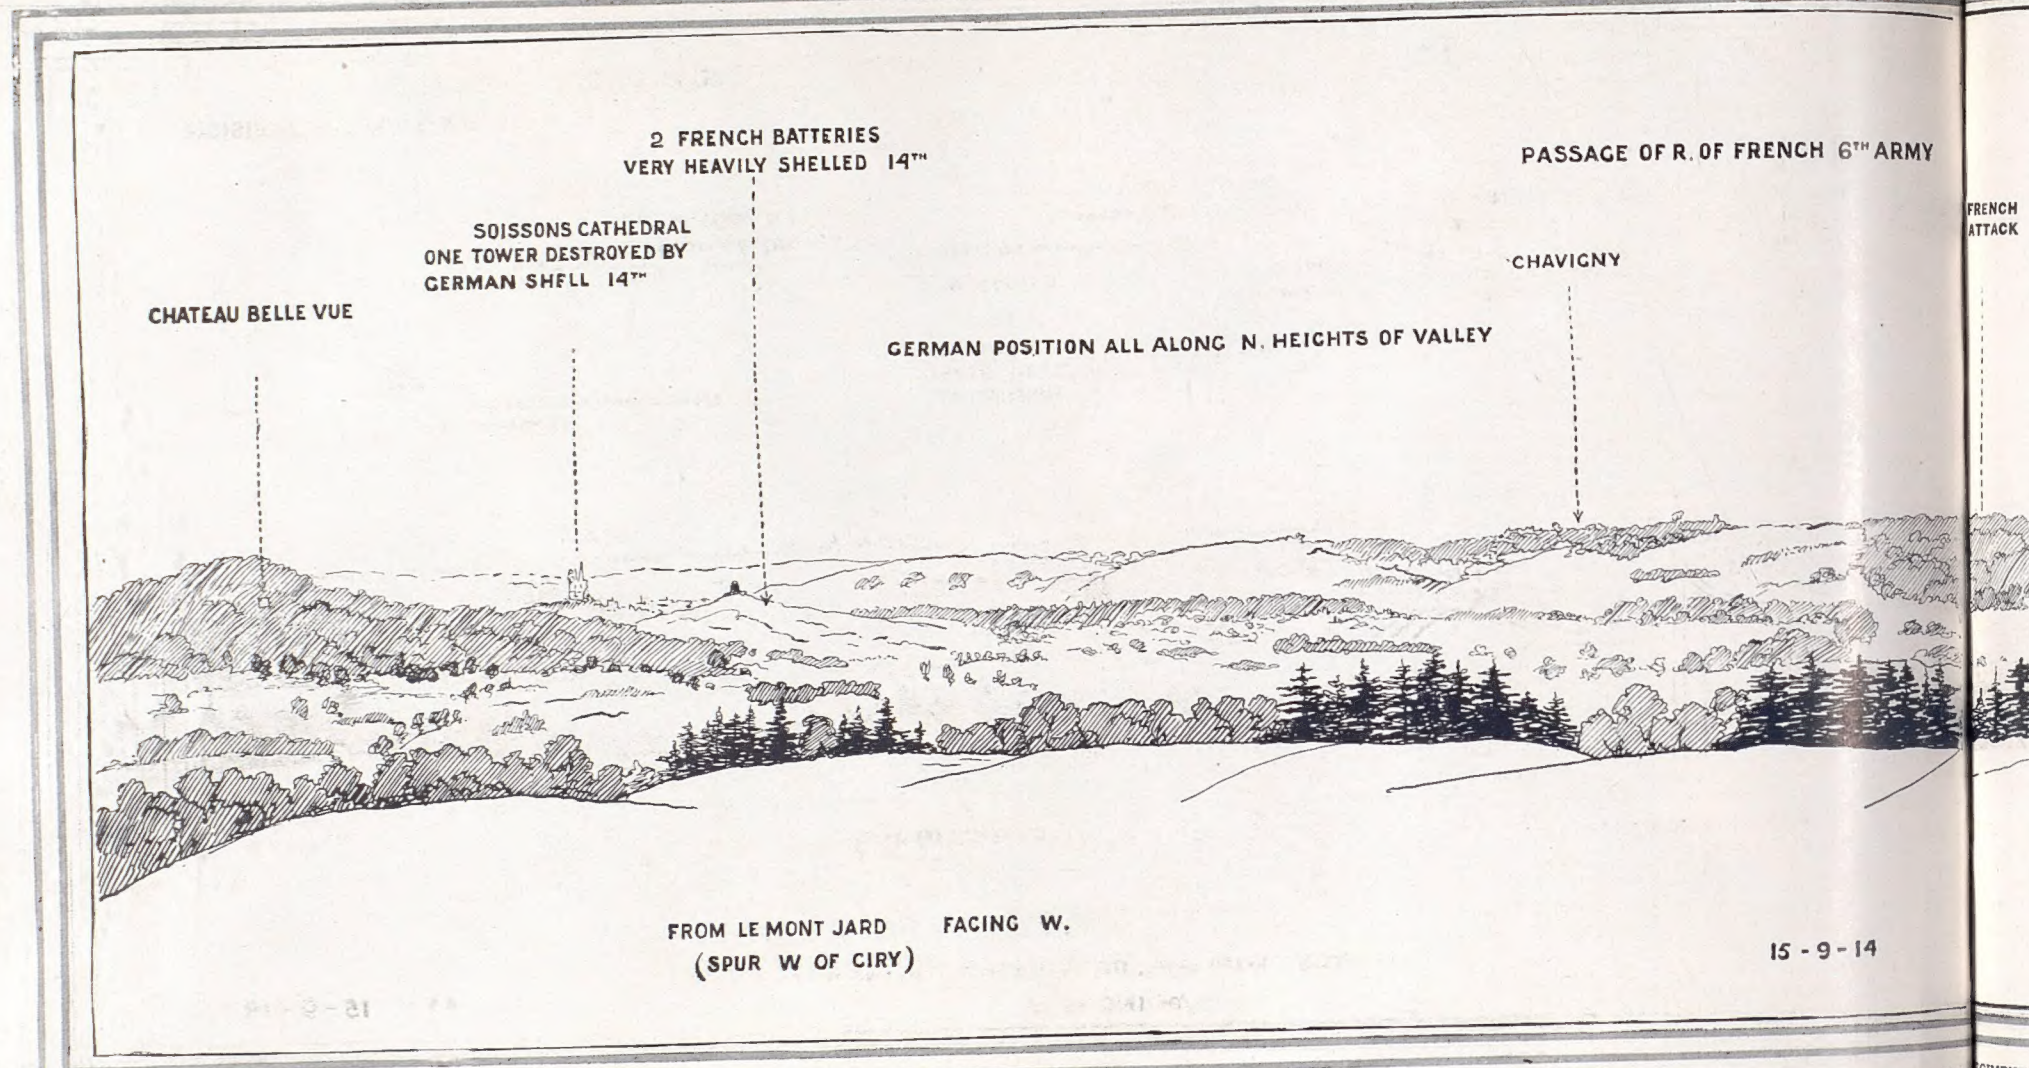 2 FRENCH BATTERIES
VERY HEAVILY SHELLED 14TH
PASSAGE OF R. OF FRENCH 6TH ARMY
SOISSONS CATHEDRAL
ONE TOWER DESTROYED BY
GERMAN SHELL 14TH
FRENCH
ATTACK
CHAVIGNY
CHATEAU BELLE VUE
GERMAN POSITION ALL ALONG N. HEIGHTS OF VALLEY
FROM LE MONT JARD FACING W.
(SPUR W OF CIRY)
15-9-14